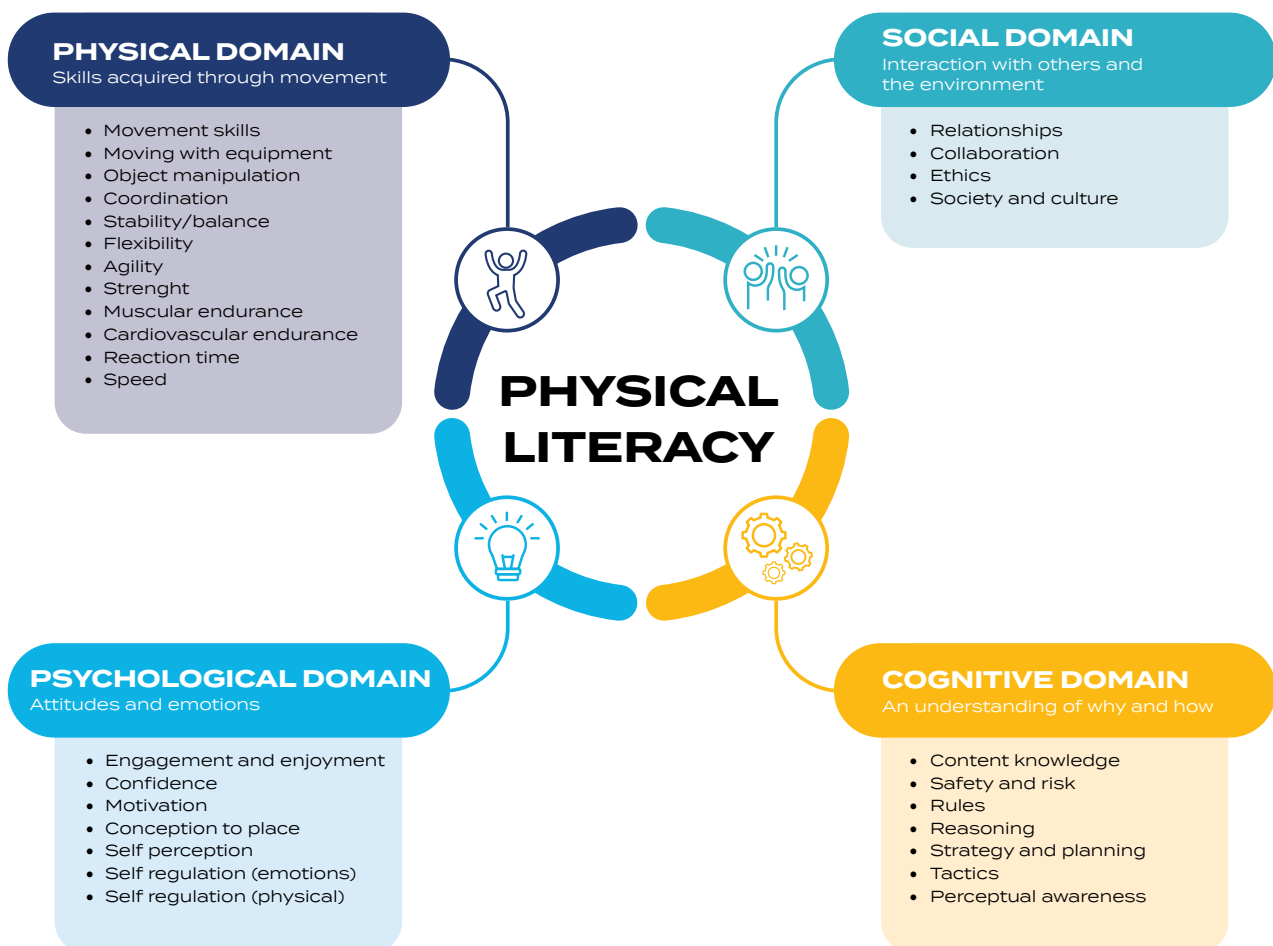 PHYSICAL DOMAIN
Skills acquired through movement
• Movement skills
• Moving with equipment
• Object manipulation
• Coordination
• Stability/balance
• Flexibility
• Agility
• Strenght
• Muscular endurance
• Cardiovascular endurance
• Reaction time
• Speed
SOCIAL DOMAIN
Interaction with others and
the environment
• Relationships
• Collaboration
• Ethics
• Society and culture
PHYSICAL
LITERACY
PSYCHOLOGICAL DOMAIN
Attitudes and emotions
• Engagement and enjoyment
• Confidence
• Motivation
• Conception to place
• Self perception
• Self regulation (emotions)
• Self regulation (physical)
COGNITIVE DOMAIN
An understanding of why and how
• Content knowledge
• Safety and risk
• Rules
• Reasoning
• Strategy and planning
• Tactics
• Perceptual awareness